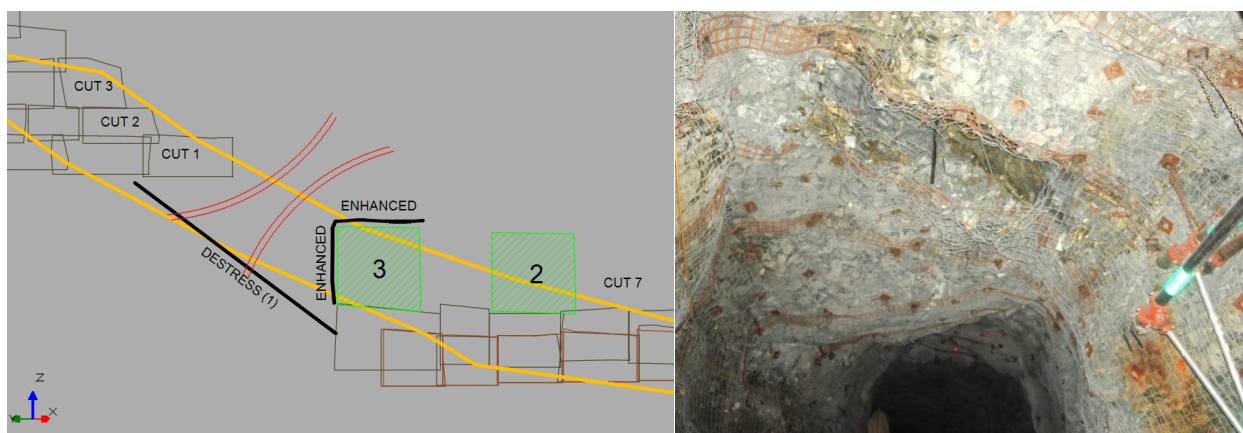 CUT 3
CUT 2
CUT 1
ENHANCED
ENHANCED
3
2
DESTRESS (1)
CUT 7
Z
Y
X